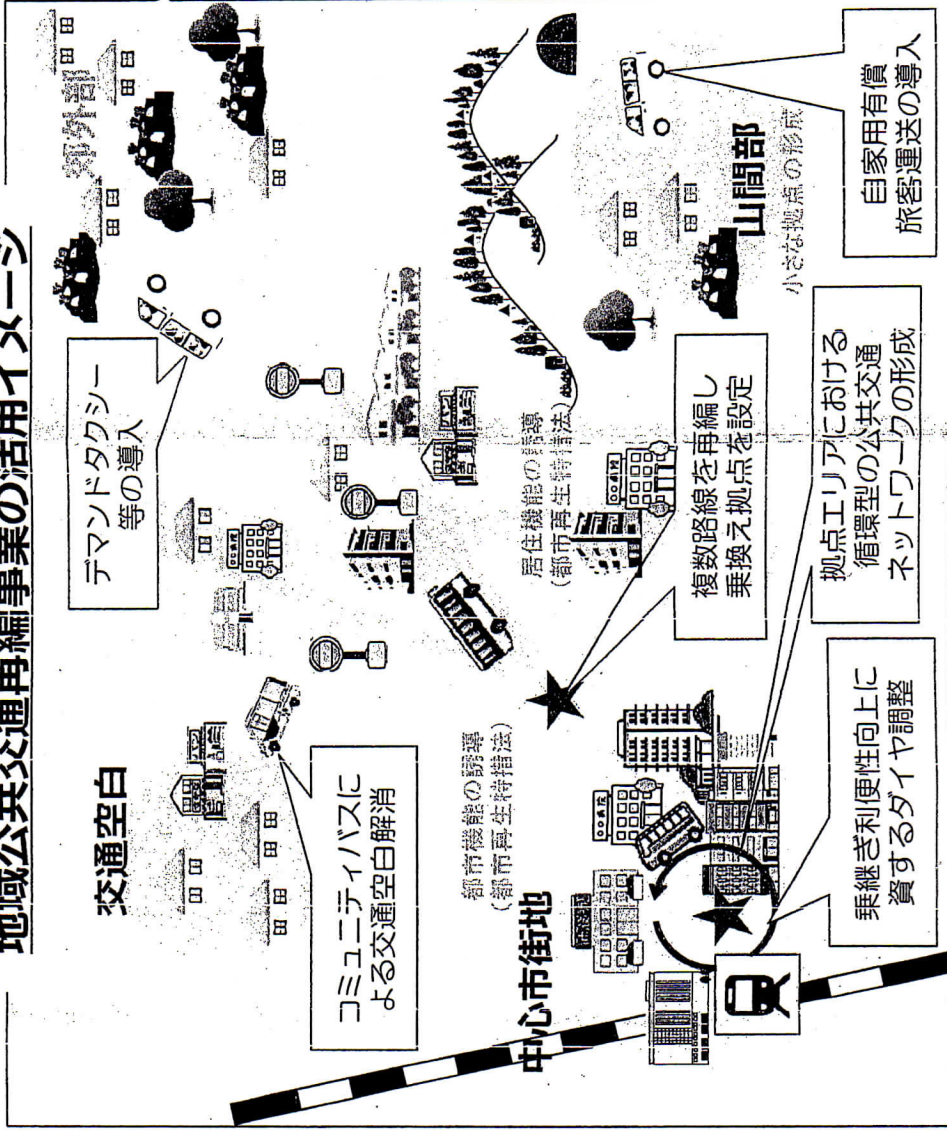 地域公共交通再編事業の活用イメージ
交通空白
コミュニティバスに
よる交通空白解消
デマンドタクシー
等の導入
郊外部
都市機能の誘導
(都市再生特措法)
中心市街地
居住機能の誘導
(都市再生特措法)
複数路線を再編し
乗換え拠点を設定
山間部
小さな拠点の形成
乗継ぎ利便性向上に
資するダイヤ調整
拠点エリアにおける
循環型の公共交通
ネットワークの形成
自家用有償
旅客運送の導入